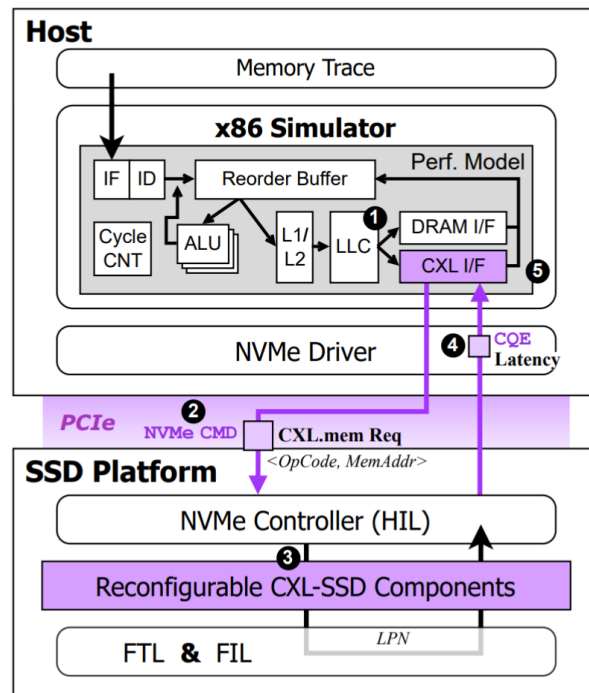 Host
Memory Trace
x86 Simulator
Perf. Model
IF ID
Reorder Buffer
Cycle
CNT
ALU
L1/
L2
LLC
1
DRAM I/F
CXL I/F
5
NVMe Driver
4
CQE
Latency
PCIe
2
NVMe CMD
CXL.mem Req
<OpCode, MemAddr>
SSD Platform
NVMe Controller (HIL)
3
Reconfigurable CXL-SSD Components
FTL & FIL
LPN